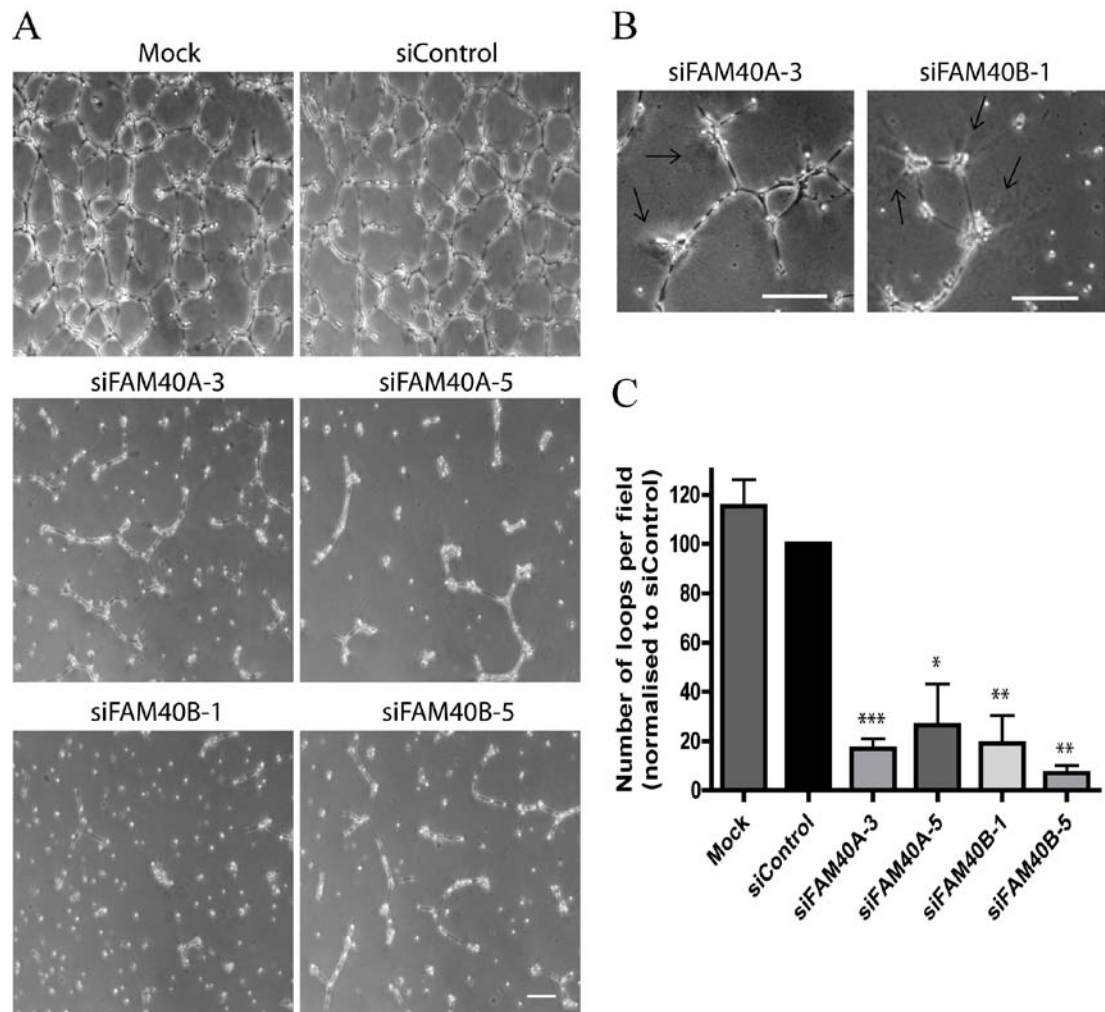 A
Mock
siControl
siFAM40A-3
siFAM40A-5
siFAM40B-1
siFAM40B-5
B
siFAM40A-3
siFAM40B-1
C
Number of loops per field
(normalised to siControl)
120
100
80
60
40
20
0
***
*
**
**
Mock
siControl
siFAM40A-3
siFAM40A-5
siFAM40B-1
siFAM40B-5